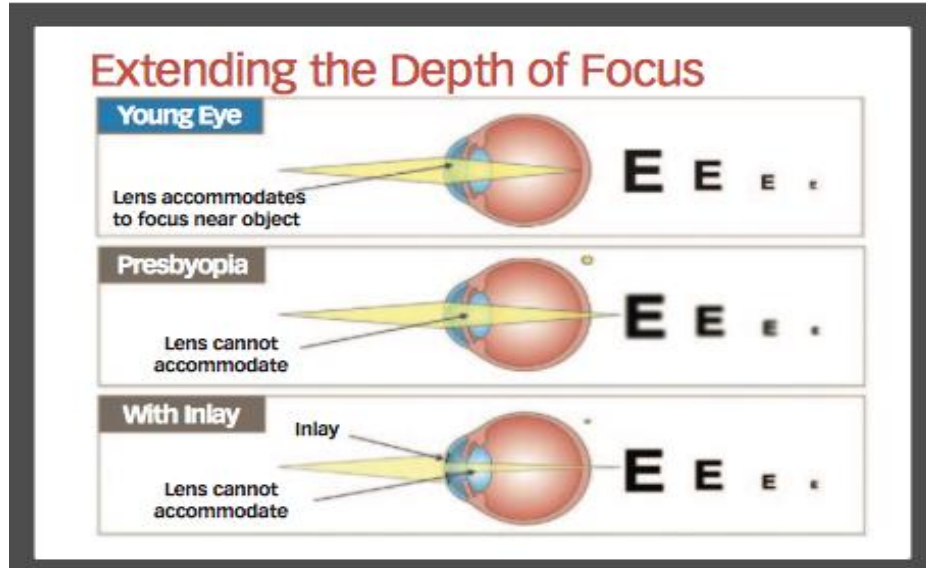 Extending the Depth of Focus
Young Eye
Lens accommodates
to focus near object
E E E E
Presbyopia
Lens cannot
accommodate
E E E E
With Inlay
Inlay
Lens cannot
accommodate
E E E E